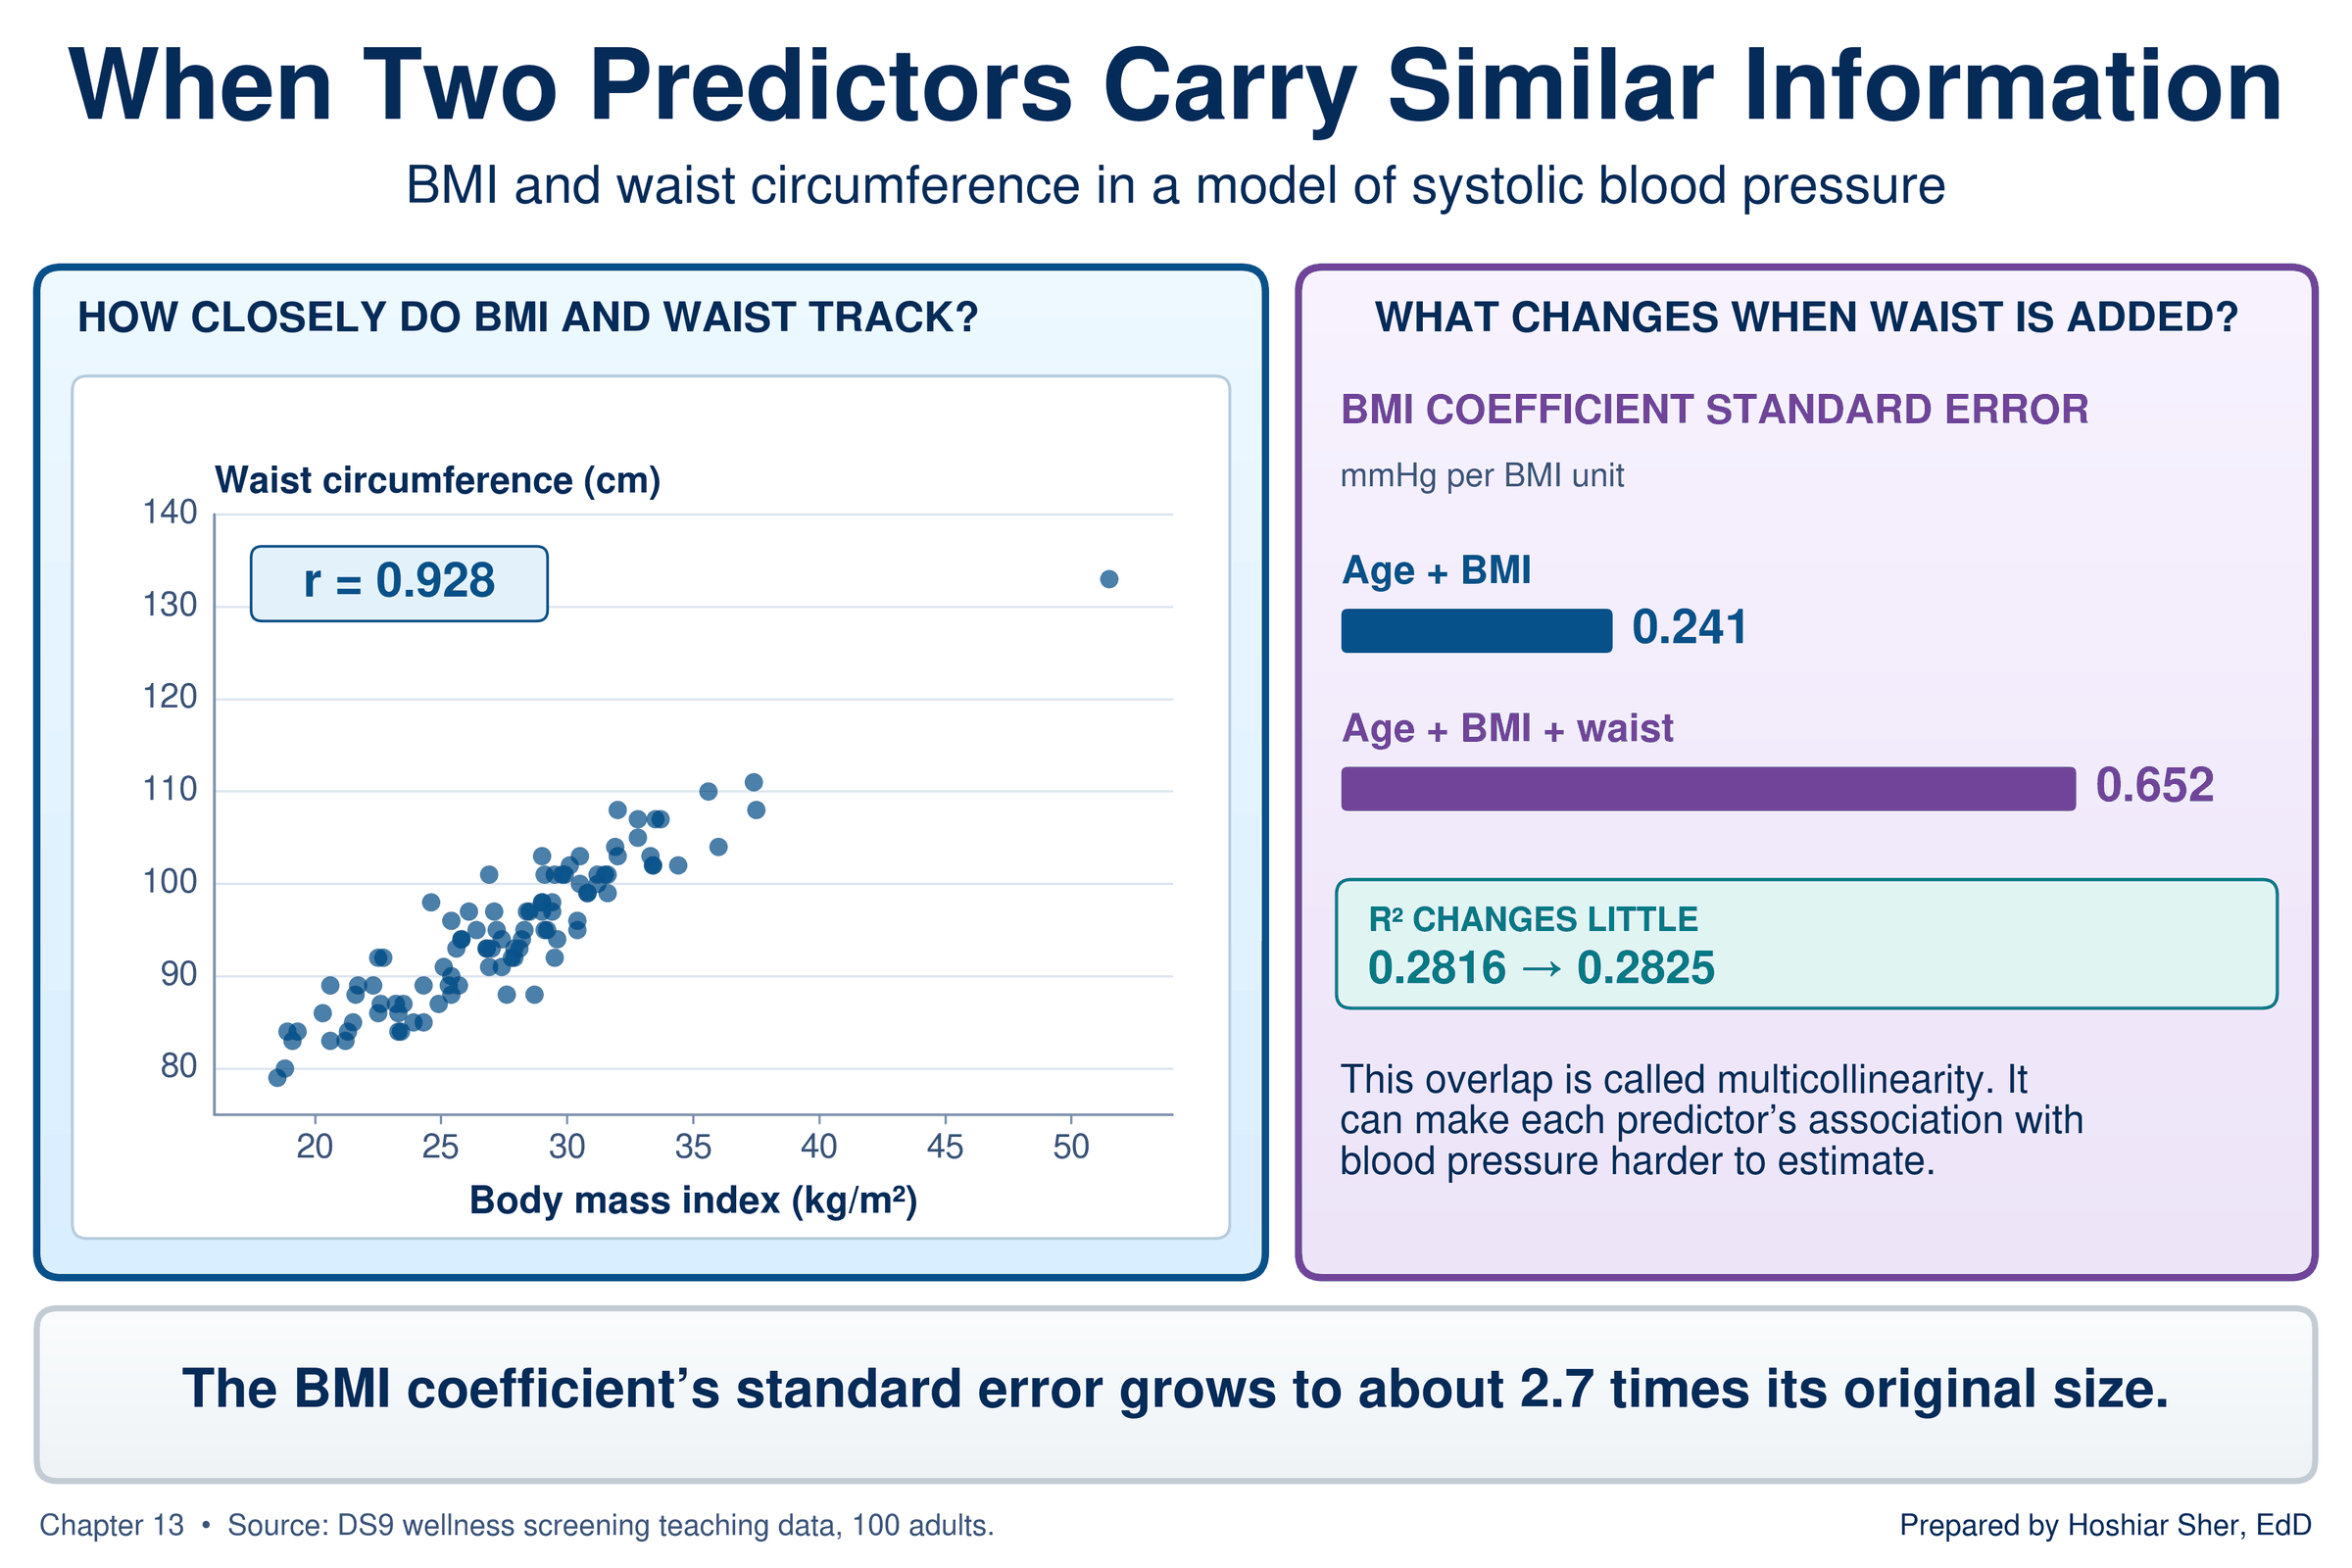 When Two Predictors Carry Similar Information
BMI and waist circumference in a model of systolic blood pressure
HOW CLOSELY DO BMI AND WAIST TRACK?
Waist circumference (cm)
140
r = 0.928
130
120
110
100
90
80
20 25 30 35 40 45 50
Body mass index (kg/m²)
WHAT CHANGES WHEN WAIST IS ADDED?
BMI COEFFICIENT STANDARD ERROR
mmHg per BMI unit
Age + BMI
0.241
Age + BMI + waist
0.652
R² CHANGES LITTLE
0.2816 → 0.2825
This overlap is called multicollinearity. It
can make each predictor’s association with
blood pressure harder to estimate.
The BMI coefficient’s standard error grows to about 2.7 times its original size.
Chapter 13 • Source: DS9 wellness screening teaching data, 100 adults.
Prepared by Hoshiar Sher, EdD